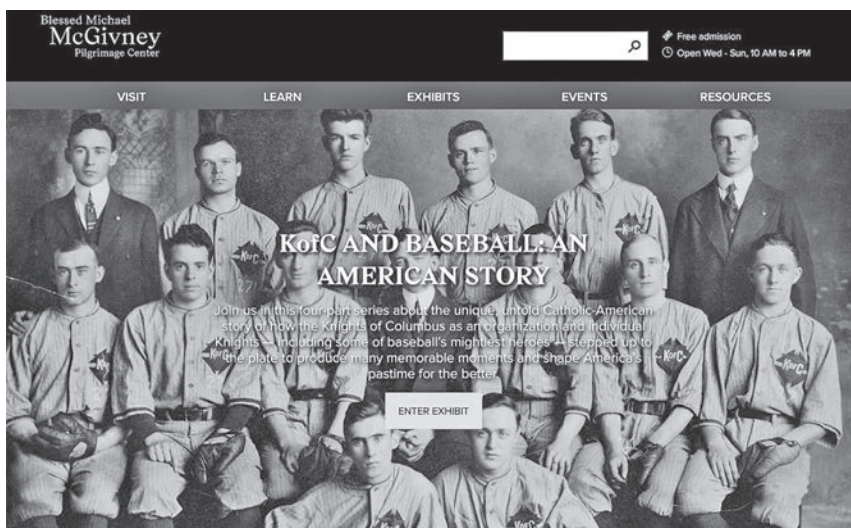 Blessed Michael
McGivney
Pilgrimage Center
Free admission
Open Wed - Sun, 10 AM to 4 PM
VISIT LEARN EXHIBITS EVENTS RESOURCES
KofC AND BASEBALL: AN
AMERICAN STORY
Join us in this four-part series about the unique, untold Catholic-American
story of how the Knights of Columbus as an organization and individual
Knights — including some of baseball's mightiest heroes — stepped up to
the plate to produce many memorable moments and shape America's
pastime for the better.
ENTER EXHIBIT
KofC
KofC
KofC